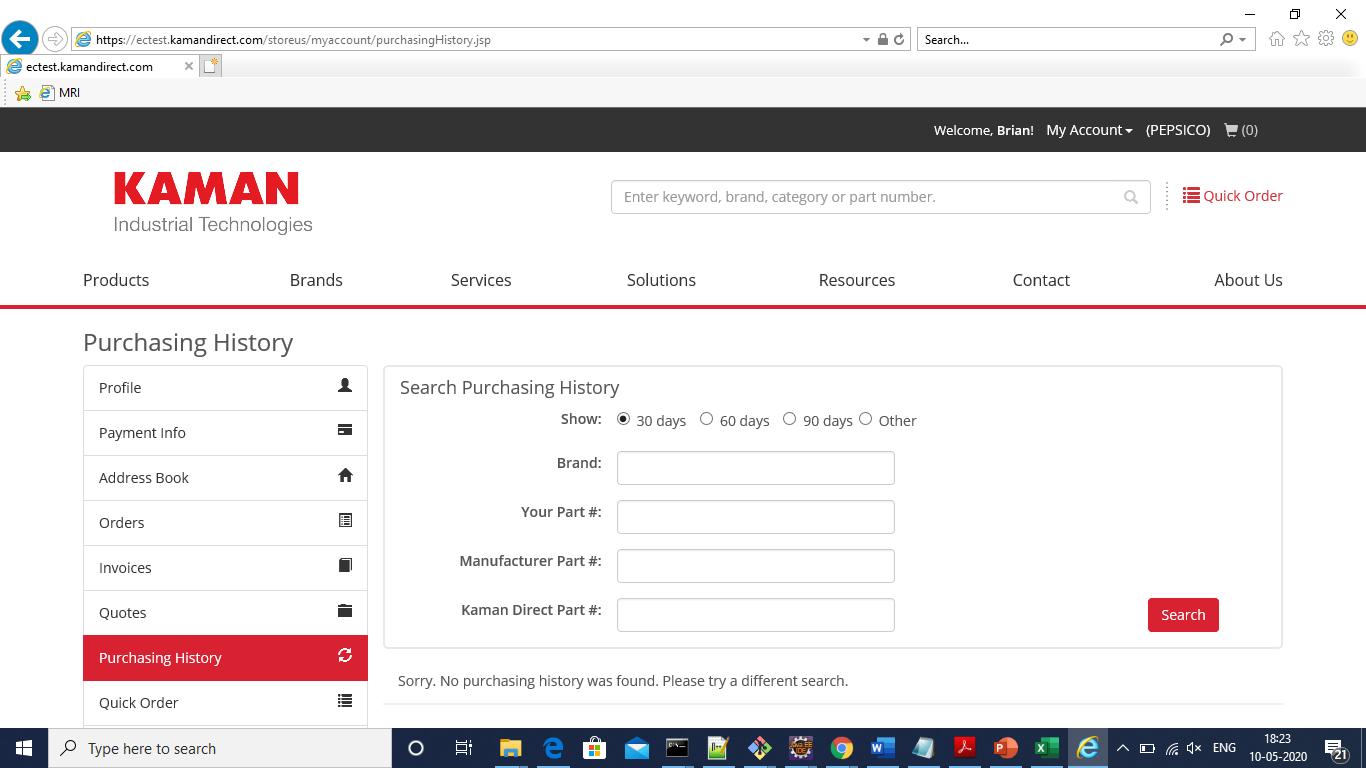 https://ectest.kamandirect.com/storeus/myaccount/purchasingHistory.jsp
Search...
ectest.kamandirect.com
MRI
Welcome, Brian! My Account (PEPSICO) (0)
KAMAN
Industrial Technologies
Enter keyword, brand, category or part number.
Quick Order
Products Brands Services Solutions Resources Contact About Us
Purchasing History
Profile
Payment Info
Address Book
Orders
Invoices
Quotes
Purchasing History
Quick Order
Search Purchasing History
Show: 30 days 60 days 90 days Other
Brand:
Your Part #:
Manufacturer Part #:
Kaman Direct Part #:
Search
Sorry. No purchasing history was found. Please try a different search.
Type here to search
ENG
18:23
10-05-2020
21